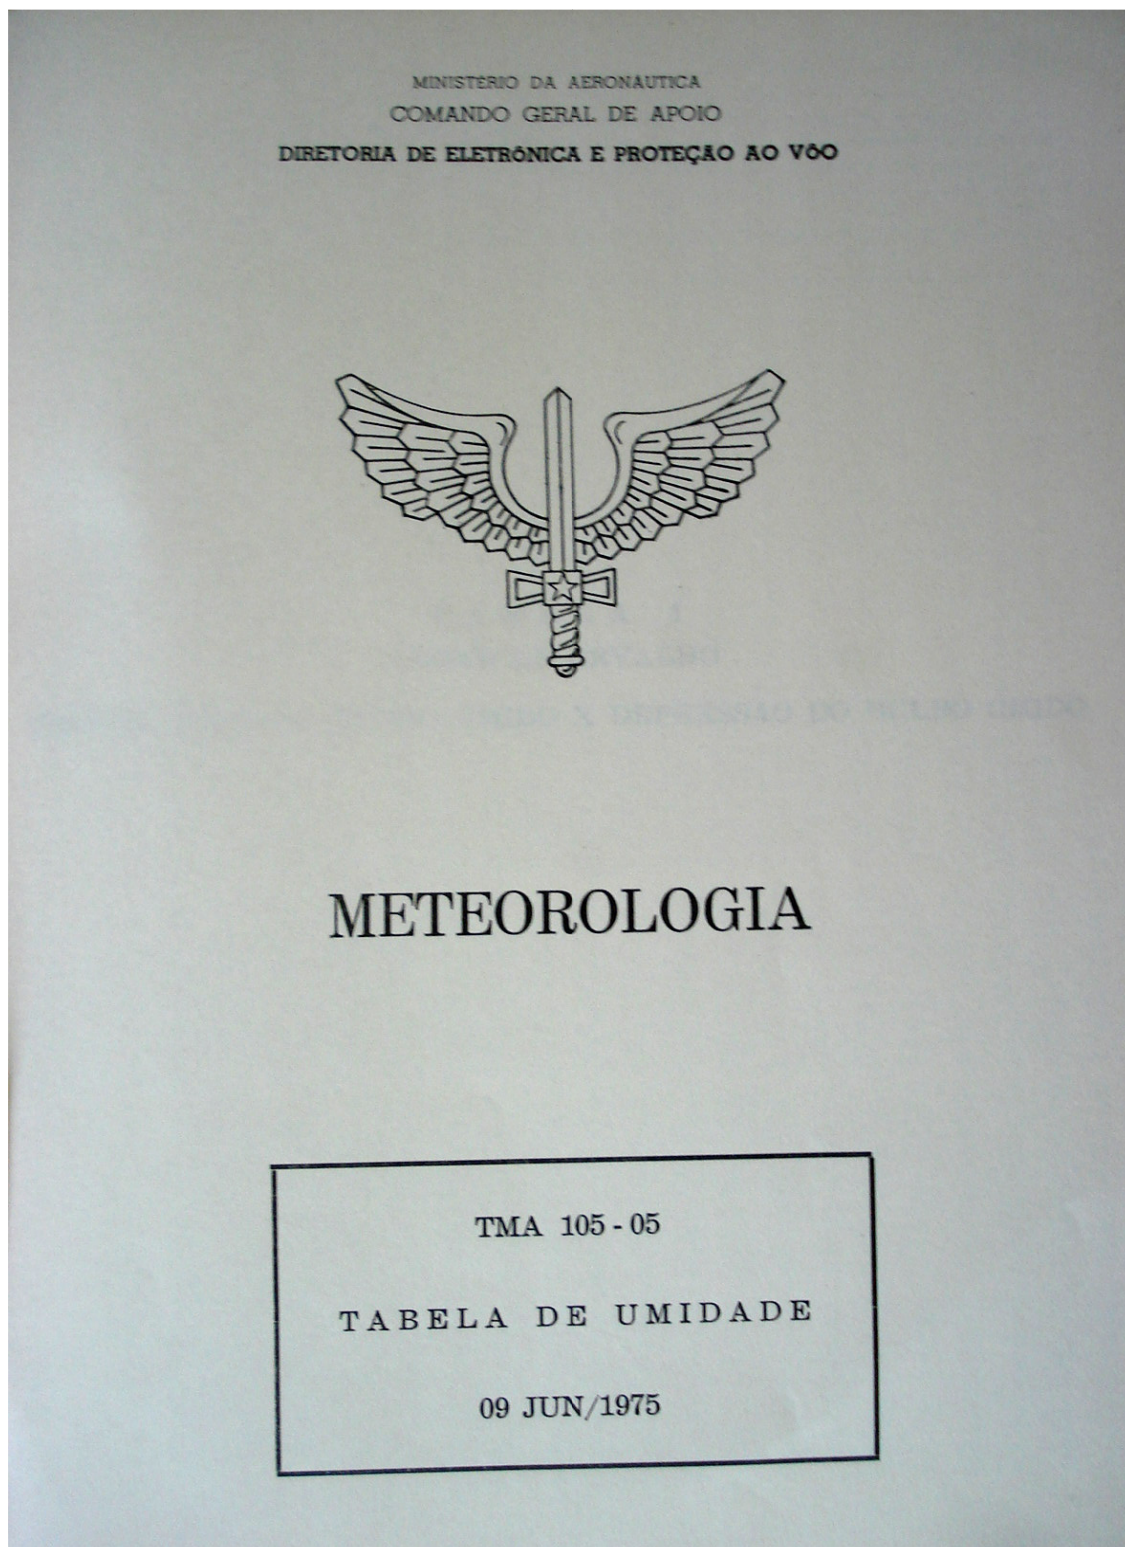 MINISTÉRIO DA AERONÁUTICA
COMANDO GERAL DE APOIO
DIRETORIA DE ELETRÔNICA E PROTEÇÃO AO VÔO
METEOROLOGIA
TMA 105 - 05
TABELA DE UMIDADE
09 JUN/1975